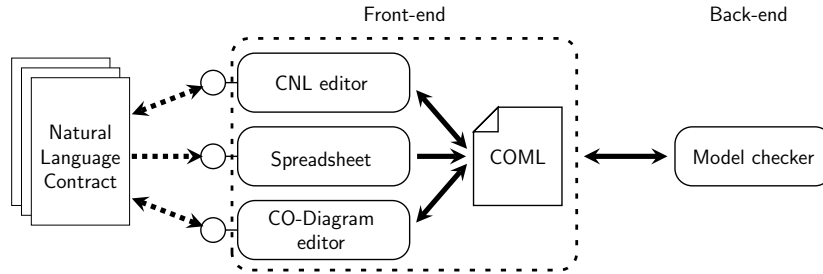 Front-end
Back-end
Natural
Language
Contract
CNL editor
Spreadsheet
CO-Diagram
editor
COML
Model checker